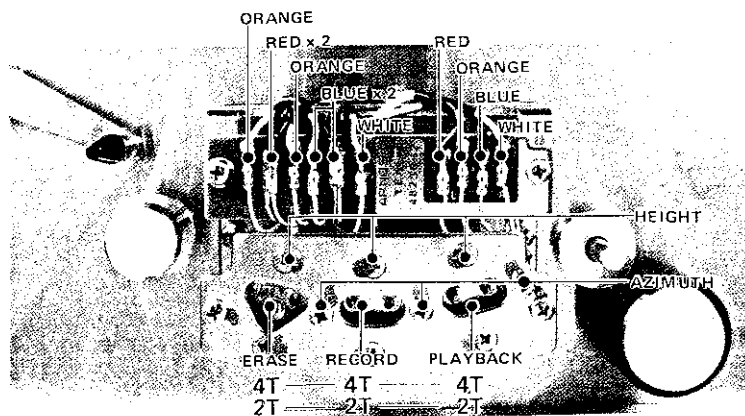 ORANGE
RED x 2
RED
ORANGE
ORANGE
BLUE x 2
BLUE
WHITE
WHITE
HEIGHT
AZIMUTH
ERASE RECORD PLAYBACK
4T 4T 4T
2T 2T 2T